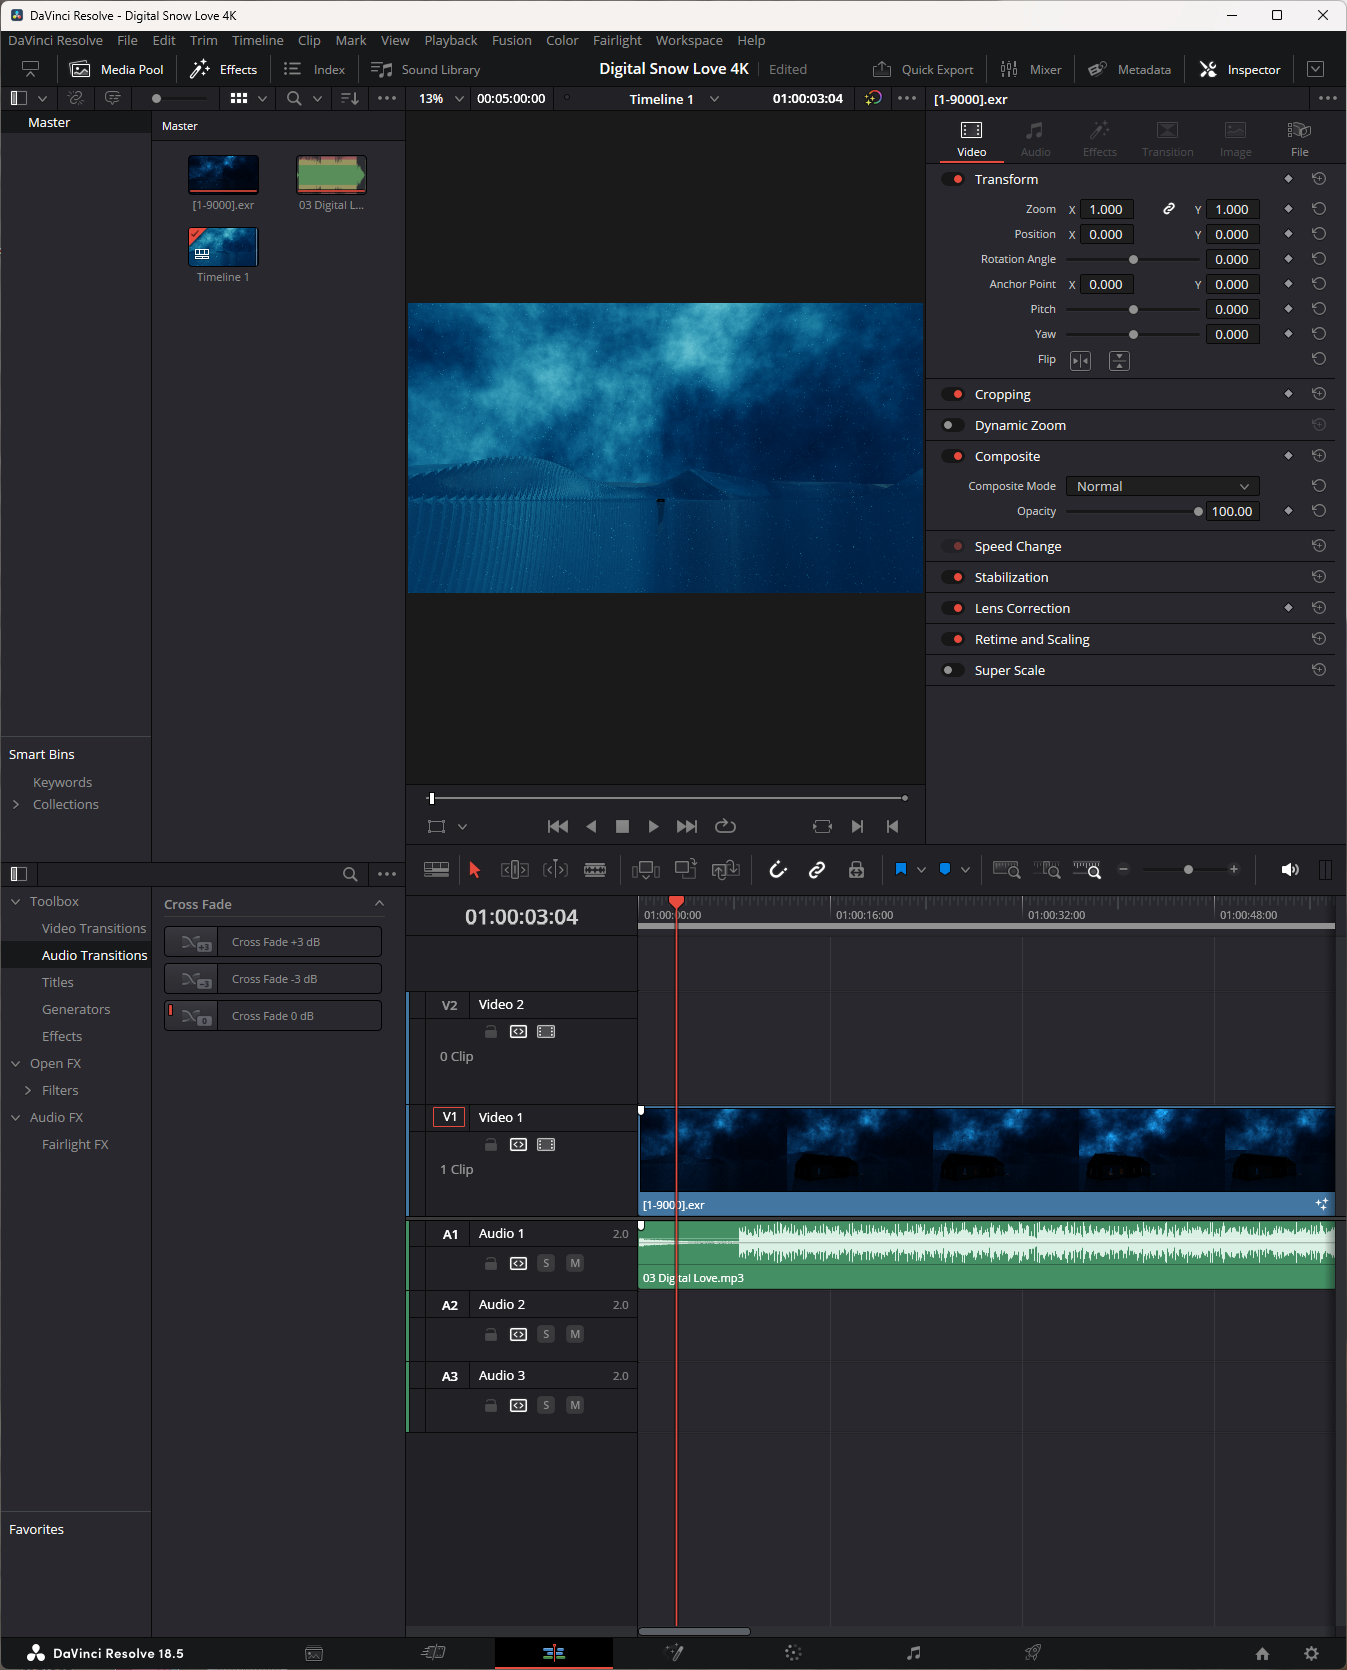 DaVinci Resolve - Digital Snow Love 4K
DaVinci Resolve File Edit Trim Timeline Clip Mark View Playback Fusion Color Fairlight Workspace Help
Media Pool Effects Index Sound Library Digital Snow Love 4K Edited Quick Export Mixer Metadata Inspector
13% 00:05:00:00 Timeline 1 01:00:03:04 [1-9000].exr
Master
Master
[1-9000].exr
03 Digital L...
Timeline 1
Smart Bins
Keywords
Collections
Video Audio Effects Transition Image File
Transform
Zoom X 1.000 Y 1.000
Position X 0.000 Y 0.000
Rotation Angle 0.000
Anchor Point X 0.000 Y 0.000
Pitch 0.000
Yaw 0.000
Flip
Cropping
Dynamic Zoom
Composite
Composite Mode Normal
Opacity 100.00
Speed Change
Stabilization
Lens Correction
Retime and Scaling
Super Scale
Toolbox
Video Transitions
Audio Transitions
Titles
Generators
Effects
Open FX
Filters
Audio FX
Fairlight FX
Favorites
Cross Fade
+3 Cross Fade +3 dB
-3 Cross Fade -3 dB
0 Cross Fade 0 dB
01:00:03:04
01:00:00:00 01:00:16:00 01:00:32:00 01:00:48:00
V2 Video 2
0 Clip
V1 Video 1
1 Clip
[1-9000].exr
A1 Audio 1 2.0
S M
03 Digital Love.mp3
A2 Audio 2 2.0
S M
A3 Audio 3 2.0
S M
DaVinci Resolve 18.5